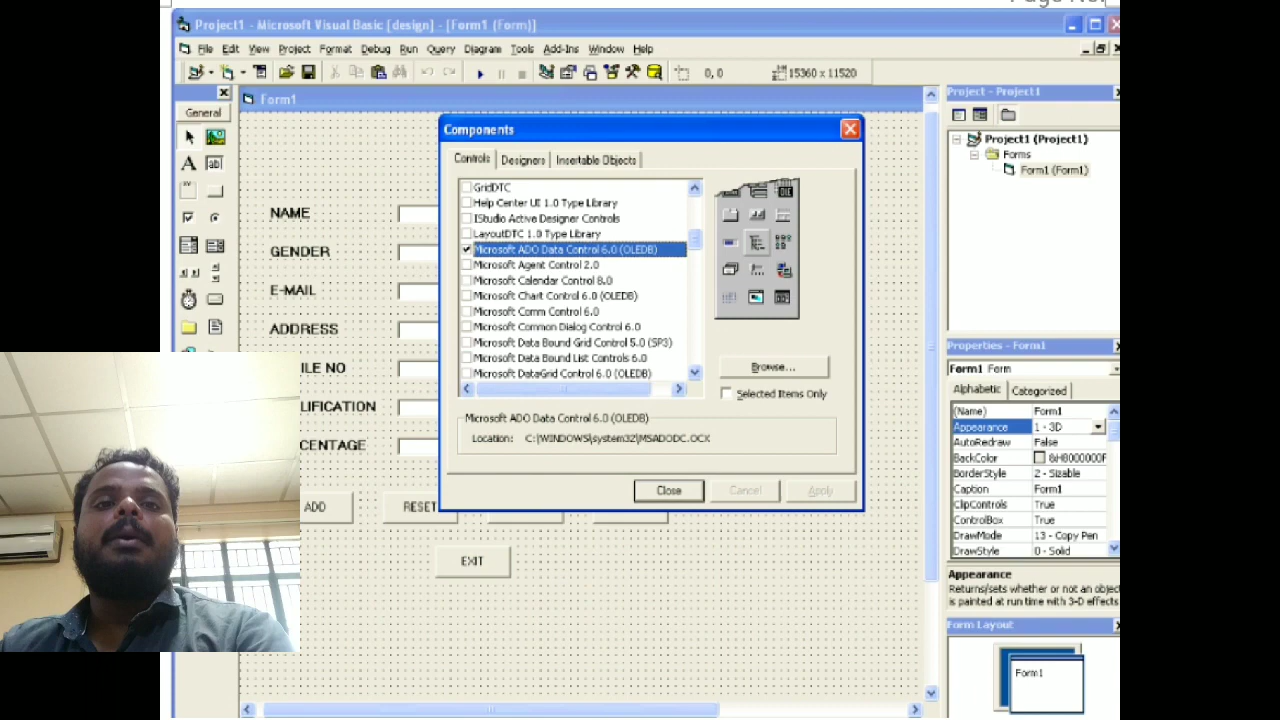 Page No.
Project1 - Microsoft Visual Basic [design] - [Form1 (Form)]
File Edit View Project Format Debug Run Query Diagram Tools Add-Ins Window Help
0, 0 15360 x 11520
General
A ab
Form1
NAME
GENDER
E-MAIL
ADDRESS
ILE NO
LIFICATION
CENTAGE
ADD RESET
EXIT
Components
Controls Designers Insertable Objects
GridDTC
Help Center UI 1.0 Type Library
IStudio Active Designer Controls
LayoutDTC 1.0 Type Library
Microsoft ADO Data Control 6.0 (OLEDB)
Microsoft Agent Control 2.0
Microsoft Calendar Control 8.0
Microsoft Chart Control 6.0 (OLEDB)
Microsoft Comm Control 6.0
Microsoft Common Dialog Control 6.0
Microsoft Data Bound Grid Control 5.0 (SP3)
Microsoft Data Bound List Controls 6.0
Microsoft DataGrid Control 6.0 (OLEDB)
Browse...
Selected Items Only
Microsoft ADO Data Control 6.0 (OLEDB)
Location: C:\WINDOWS\system32\MSADODC.OCX
Close Cancel Apply
Project - Project1
Project1 (Project1)
Forms
Form1 (Form1)
Properties - Form1
Form1 Form
Alphabetic Categorized
(Name) Form1
Appearance 1 - 3D
AutoRedraw False
BackColor &H8000000F
BorderStyle 2 - Sizable
Caption Form1
ClipControls True
ControlBox True
DrawMode 13 - Copy Pen
DrawStyle 0 - Solid
Appearance
Returns/sets whether or not an object
is painted at run time with 3-D effects
Form Layout
Form1